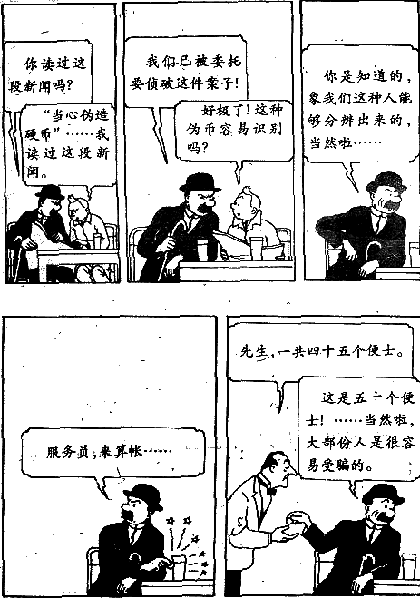 你读过这
段新闻吗?
“当心伪造
硬币”……我
读过这段新
闻。
我们已被委托
要侦破这件案子!
好极了!这种
伪币容易识别
吗?
你是知道的,
象我们这种人能
够分辨出来的,
当然啦……
服务员,来算帐……
先生,一共四十五个便士。
这是五十个便
士!……当然啦,
大部份人是很容
易受骗的。